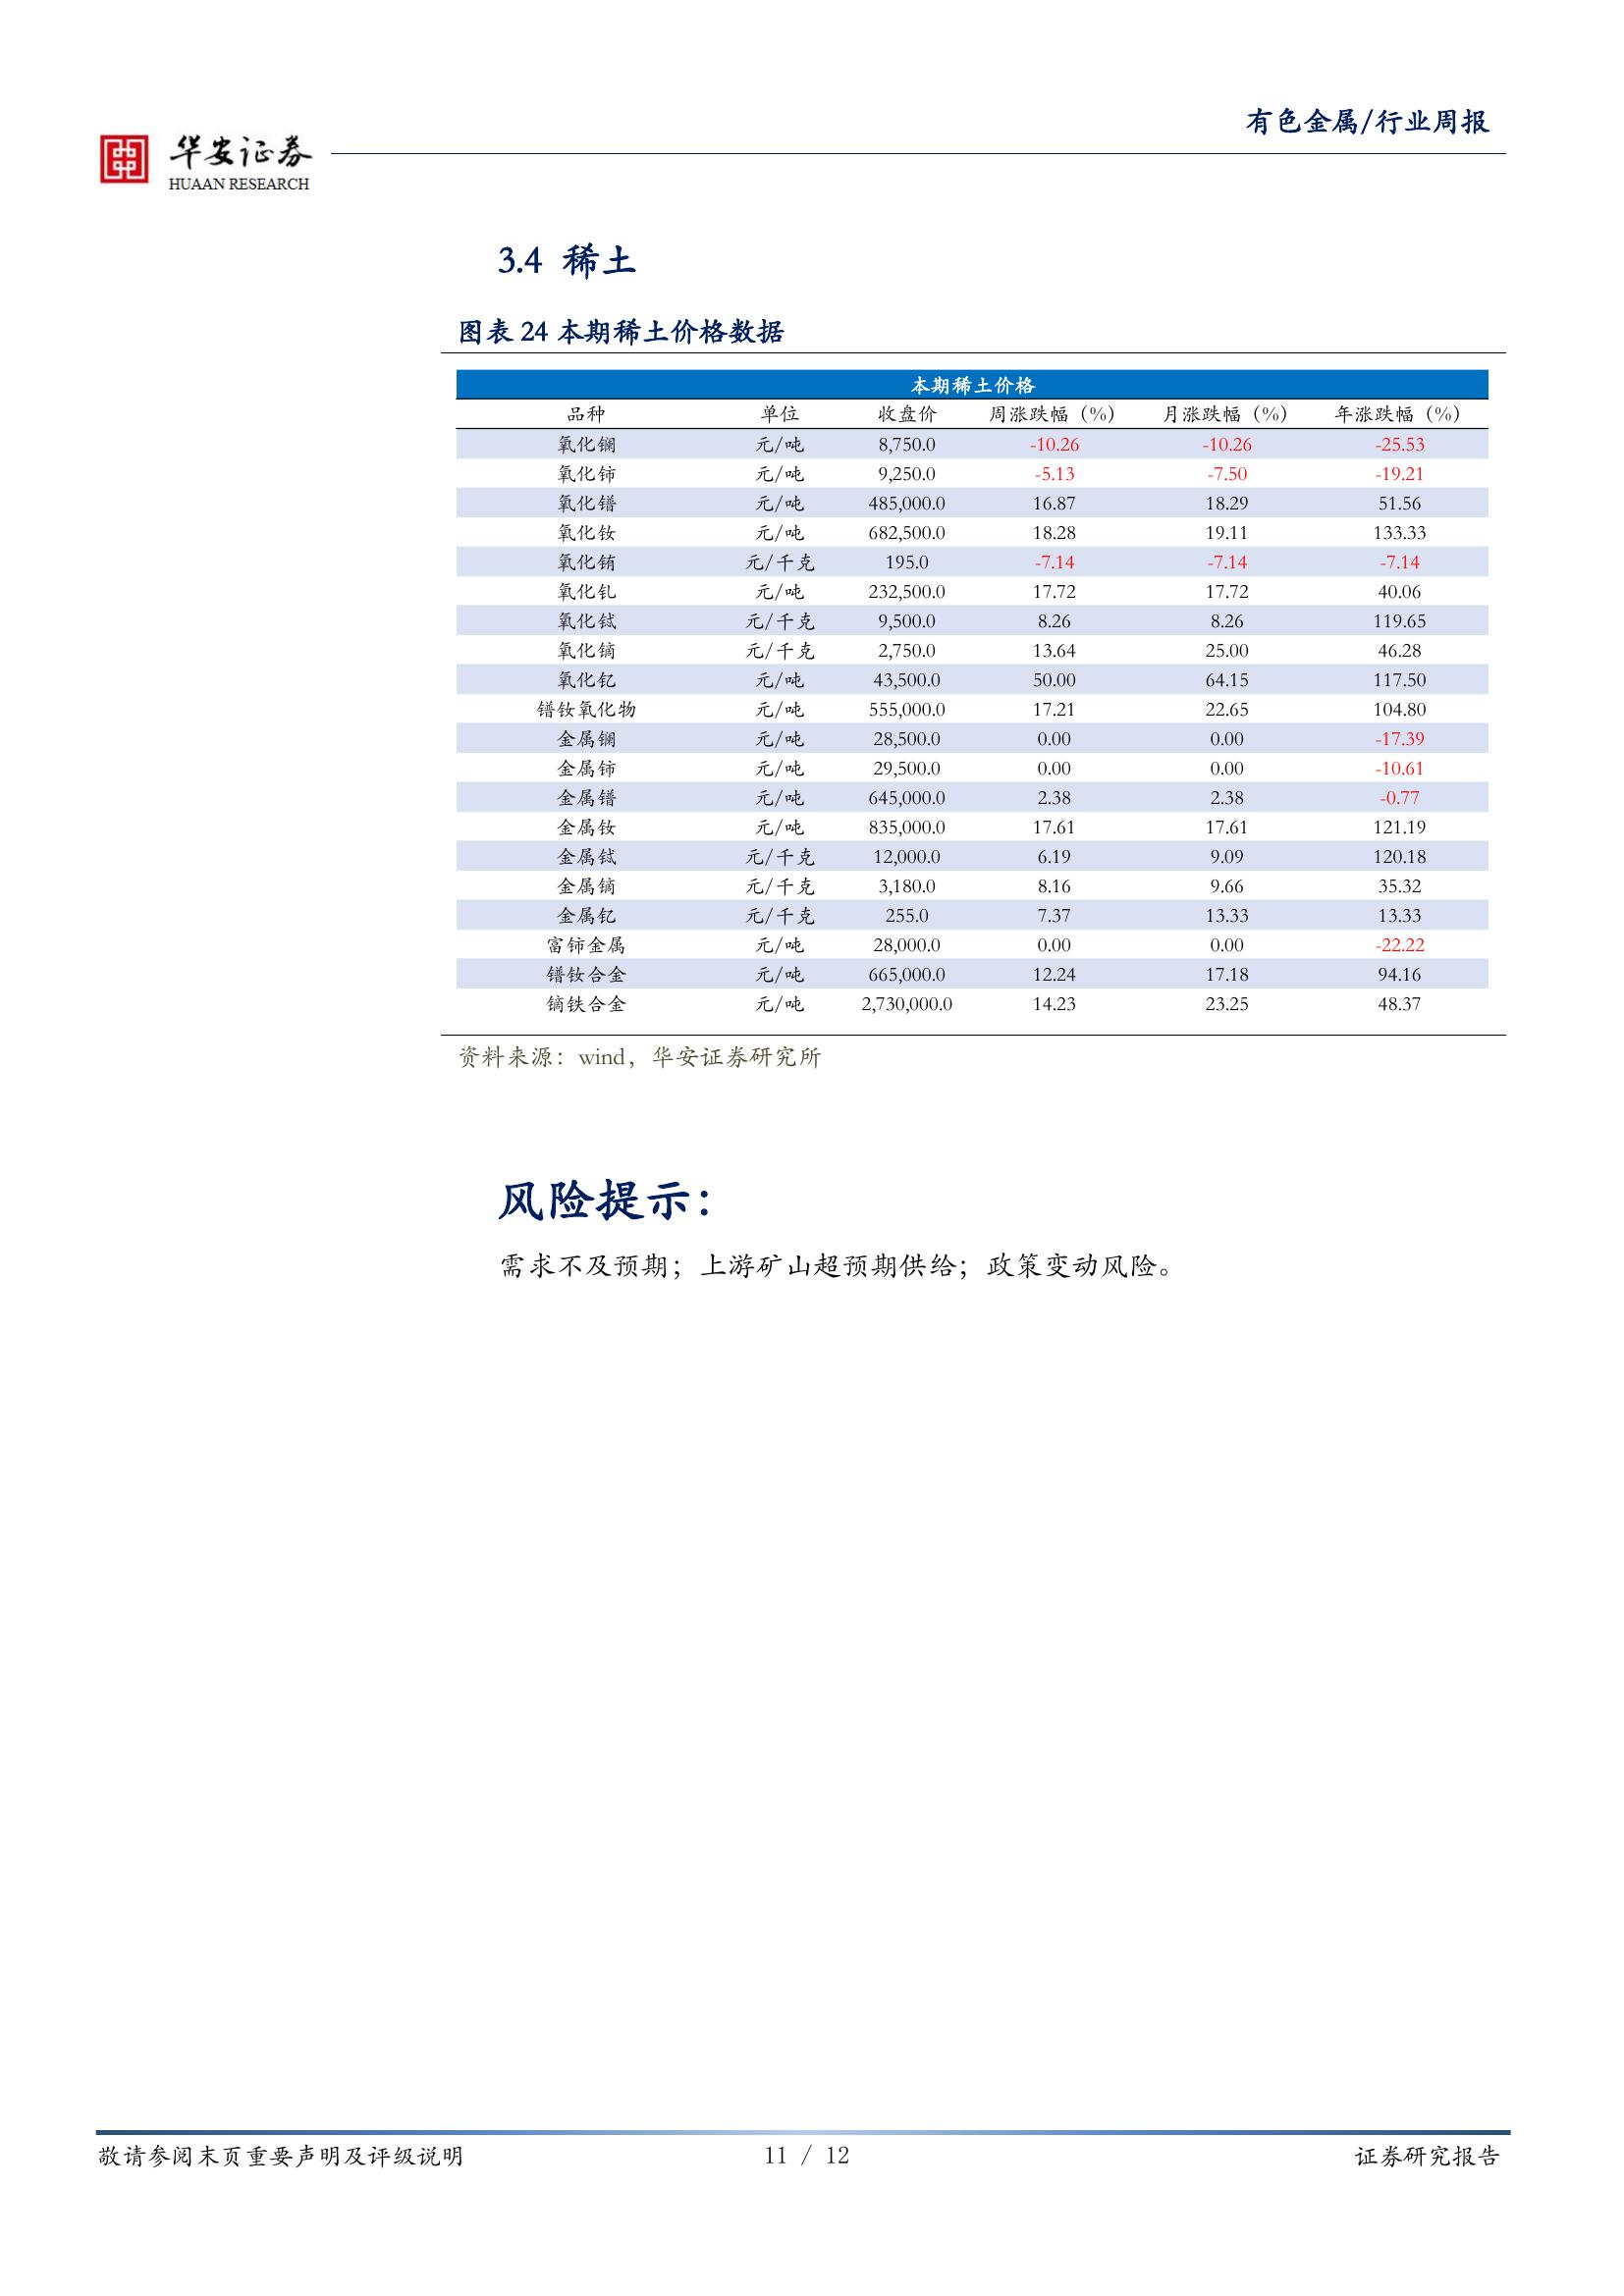 有色金属/行业周报
华安证券
HUAAN RESEARCH
3.4 稀土
图表 24 本期稀土价格数据
本期稀土价格
品种 单位 收盘价 周涨跌幅（%） 月涨跌幅（%） 年涨跌幅（%）
氧化镧 元/吨 8,750.0 -10.26 -10.26 -25.53
氧化铈 元/吨 9,250.0 -5.13 -7.50 -19.21
氧化镨 元/吨 485,000.0 16.87 18.29 51.56
氧化钕 元/吨 682,500.0 18.28 19.11 133.33
氧化铕 元/千克 195.0 -7.14 -7.14 -7.14
氧化钆 元/吨 232,500.0 17.72 17.72 40.06
氧化铽 元/千克 9,500.0 8.26 8.26 119.65
氧化镝 元/千克 2,750.0 13.64 25.00 46.28
氧化钇 元/吨 43,500.0 50.00 64.15 117.50
镨钕氧化物 元/吨 555,000.0 17.21 22.65 104.80
金属镧 元/吨 28,500.0 0.00 0.00 -17.39
金属铈 元/吨 29,500.0 0.00 0.00 -10.61
金属镨 元/吨 645,000.0 2.38 2.38 -0.77
金属钕 元/吨 835,000.0 17.61 17.61 121.19
金属铽 元/千克 12,000.0 6.19 9.09 120.18
金属镝 元/千克 3,180.0 8.16 9.66 35.32
金属钇 元/千克 255.0 7.37 13.33 13.33
富铈金属 元/吨 28,000.0 0.00 0.00 -22.22
镨钕合金 元/吨 665,000.0 12.24 17.18 94.16
镝铁合金 元/吨 2,730,000.0 14.23 23.25 48.37
资料来源：wind，华安证券研究所
风险提示：
需求不及预期；上游矿山超预期供给；政策变动风险。
敬请参阅末页重要声明及评级说明 11 / 12 证券研究报告